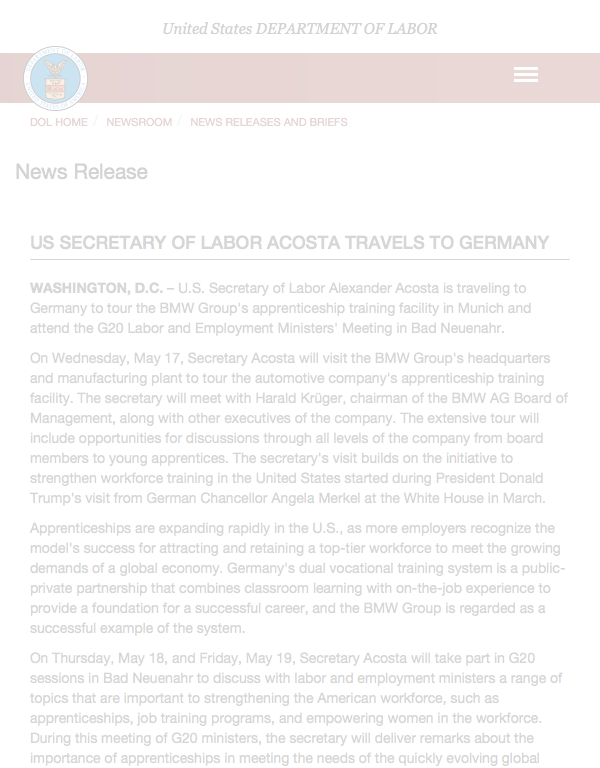 United States DEPARTMENT OF LABOR
DOL HOME / NEWSROOM / NEWS RELEASES AND BRIEFS
News Release
US SECRETARY OF LABOR ACOSTA TRAVELS TO GERMANY
WASHINGTON, D.C. – U.S. Secretary of Labor Alexander Acosta is traveling to
Germany to tour the BMW Group's apprenticeship training facility in Munich and
attend the G20 Labor and Employment Ministers' Meeting in Bad Neuenahr.
On Wednesday, May 17, Secretary Acosta will visit the BMW Group's headquarters
and manufacturing plant to tour the automotive company's apprenticeship training
facility. The secretary will meet with Harald Krüger, chairman of the BMW AG Board of
Management, along with other executives of the company. The extensive tour will
include opportunities for discussions through all levels of the company from board
members to young apprentices. The secretary's visit builds on the initiative to
strengthen workforce training in the United States started during President Donald
Trump's visit from German Chancellor Angela Merkel at the White House in March.
Apprenticeships are expanding rapidly in the U.S., as more employers recognize the
model's success for attracting and retaining a top-tier workforce to meet the growing
demands of a global economy. Germany's dual vocational training system is a public-
private partnership that combines classroom learning with on-the-job experience to
provide a foundation for a successful career, and the BMW Group is regarded as a
successful example of the system.
On Thursday, May 18, and Friday, May 19, Secretary Acosta will take part in G20
sessions in Bad Neuenahr to discuss with labor and employment ministers a range of
topics that are important to strengthening the American workforce, such as
apprenticeships, job training programs, and empowering women in the workforce.
During this meeting of G20 ministers, the secretary will deliver remarks about the
importance of apprenticeships in meeting the needs of the quickly evolving global